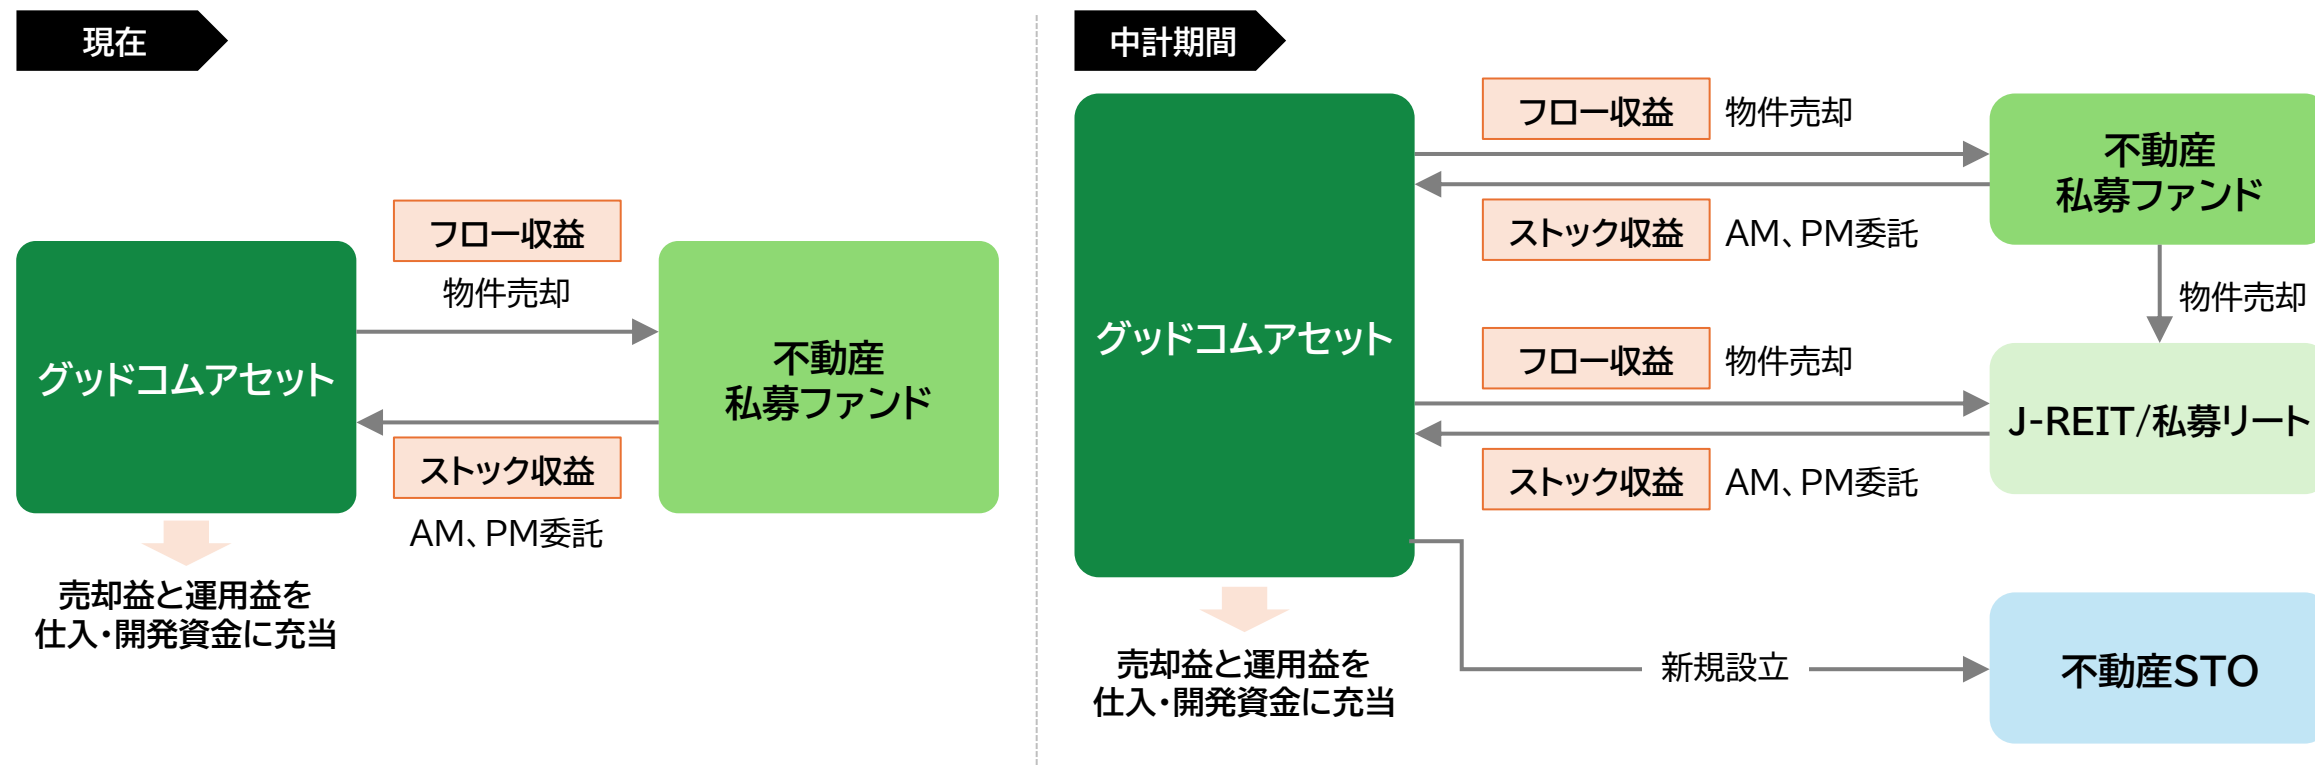 現在
フロー収益
物件売却
グッドコムアセット
不動産
私募ファンド
ストック収益
AM、PM委託
売却益と運用益を
仕入・開発資金に充当
中計期間
フロー収益 物件売却
不動産
私募ファンド
ストック収益 AM、PM委託
物件売却
グッドコムアセット
フロー収益 物件売却
J-REIT/私募リート
ストック収益 AM、PM委託
売却益と運用益を
仕入・開発資金に充当
新規設立
不動産STO